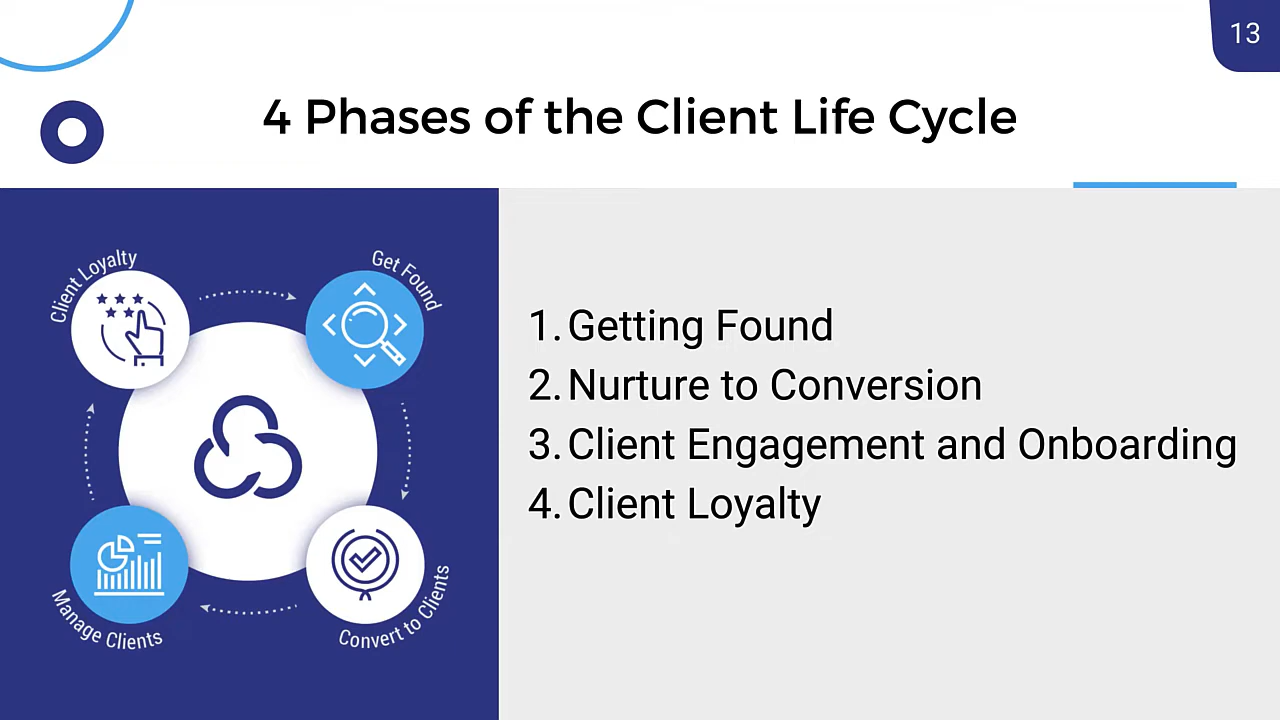 13
4 Phases of the Client Life Cycle
Client Loyalty
Get Found
Manage Clients
Convert to Clients
1. Getting Found
2. Nurture to Conversion
3. Client Engagement and Onboarding
4. Client Loyalty